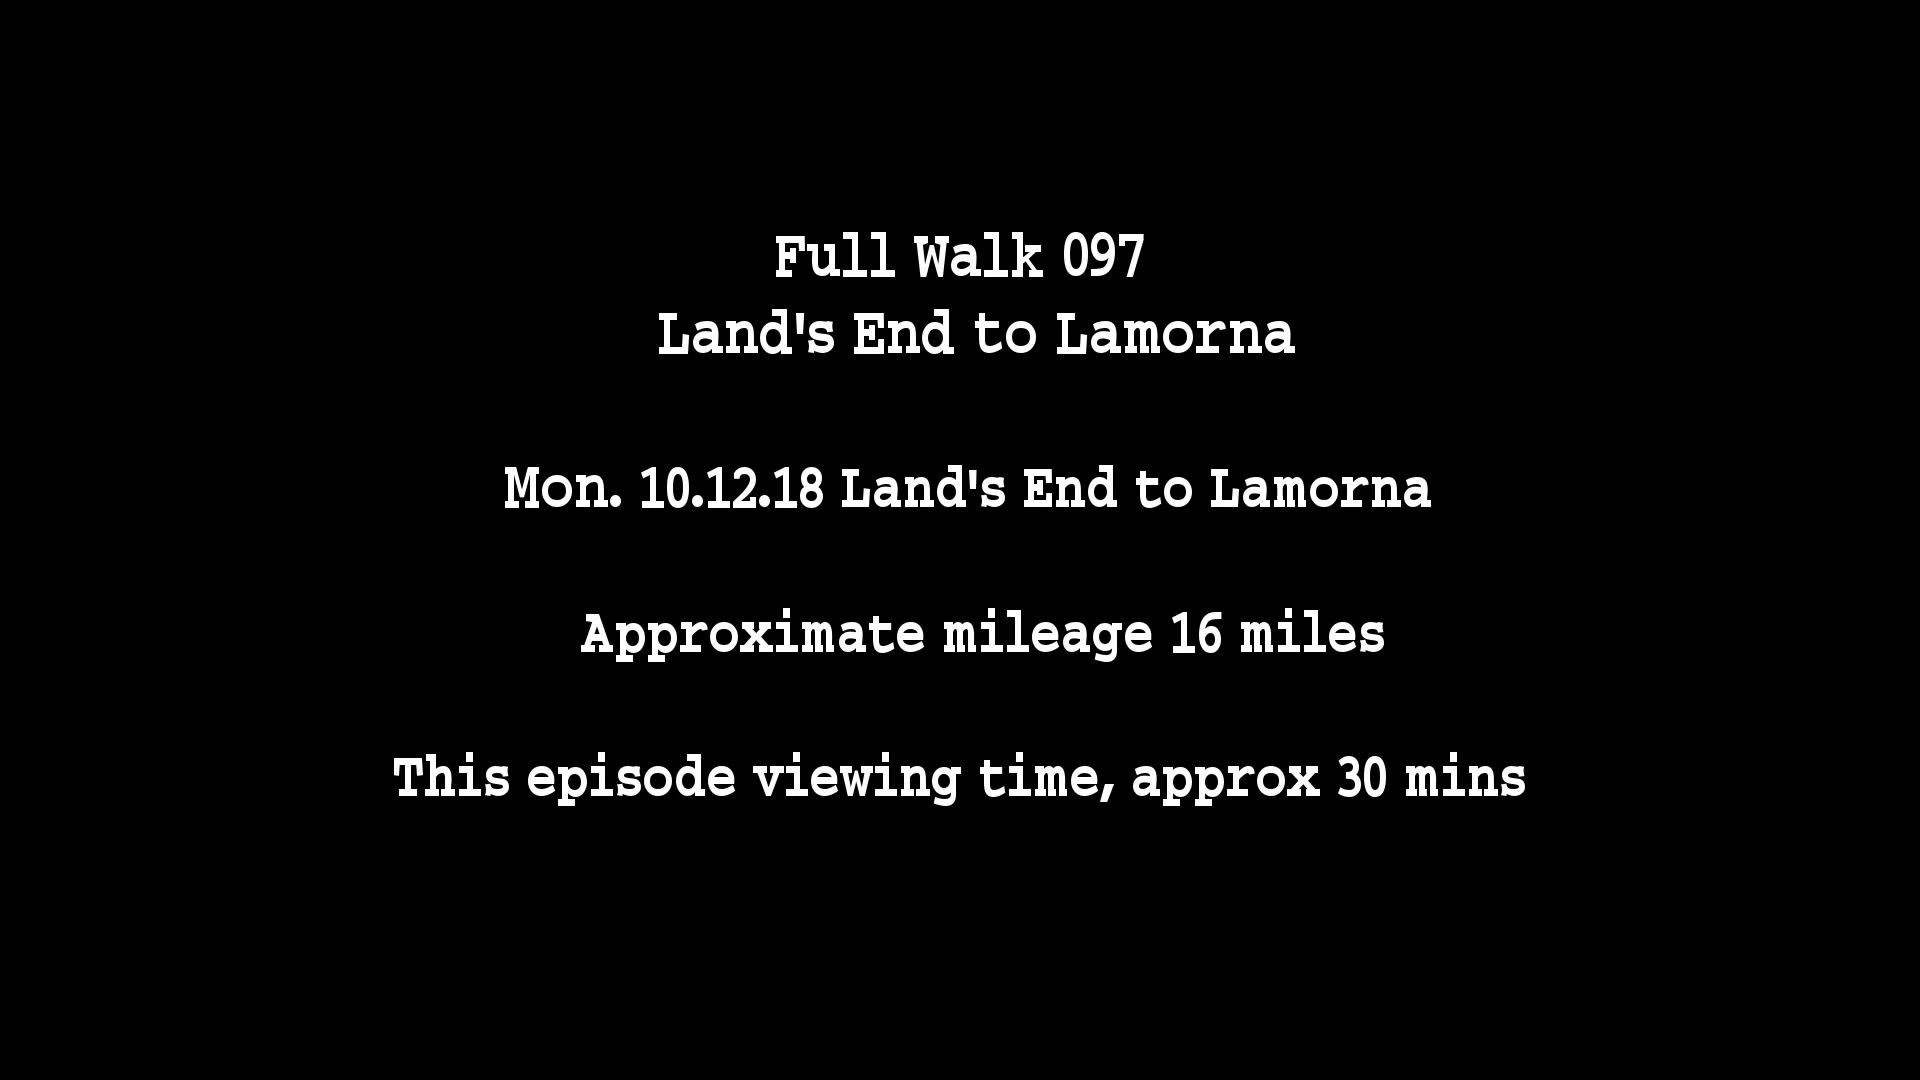 Full Walk 097
Land's End to Lamorna
Mon. 10.12.18 Land's End to Lamorna
Approximate mileage 16 miles
This episode viewing time, approx 30 mins